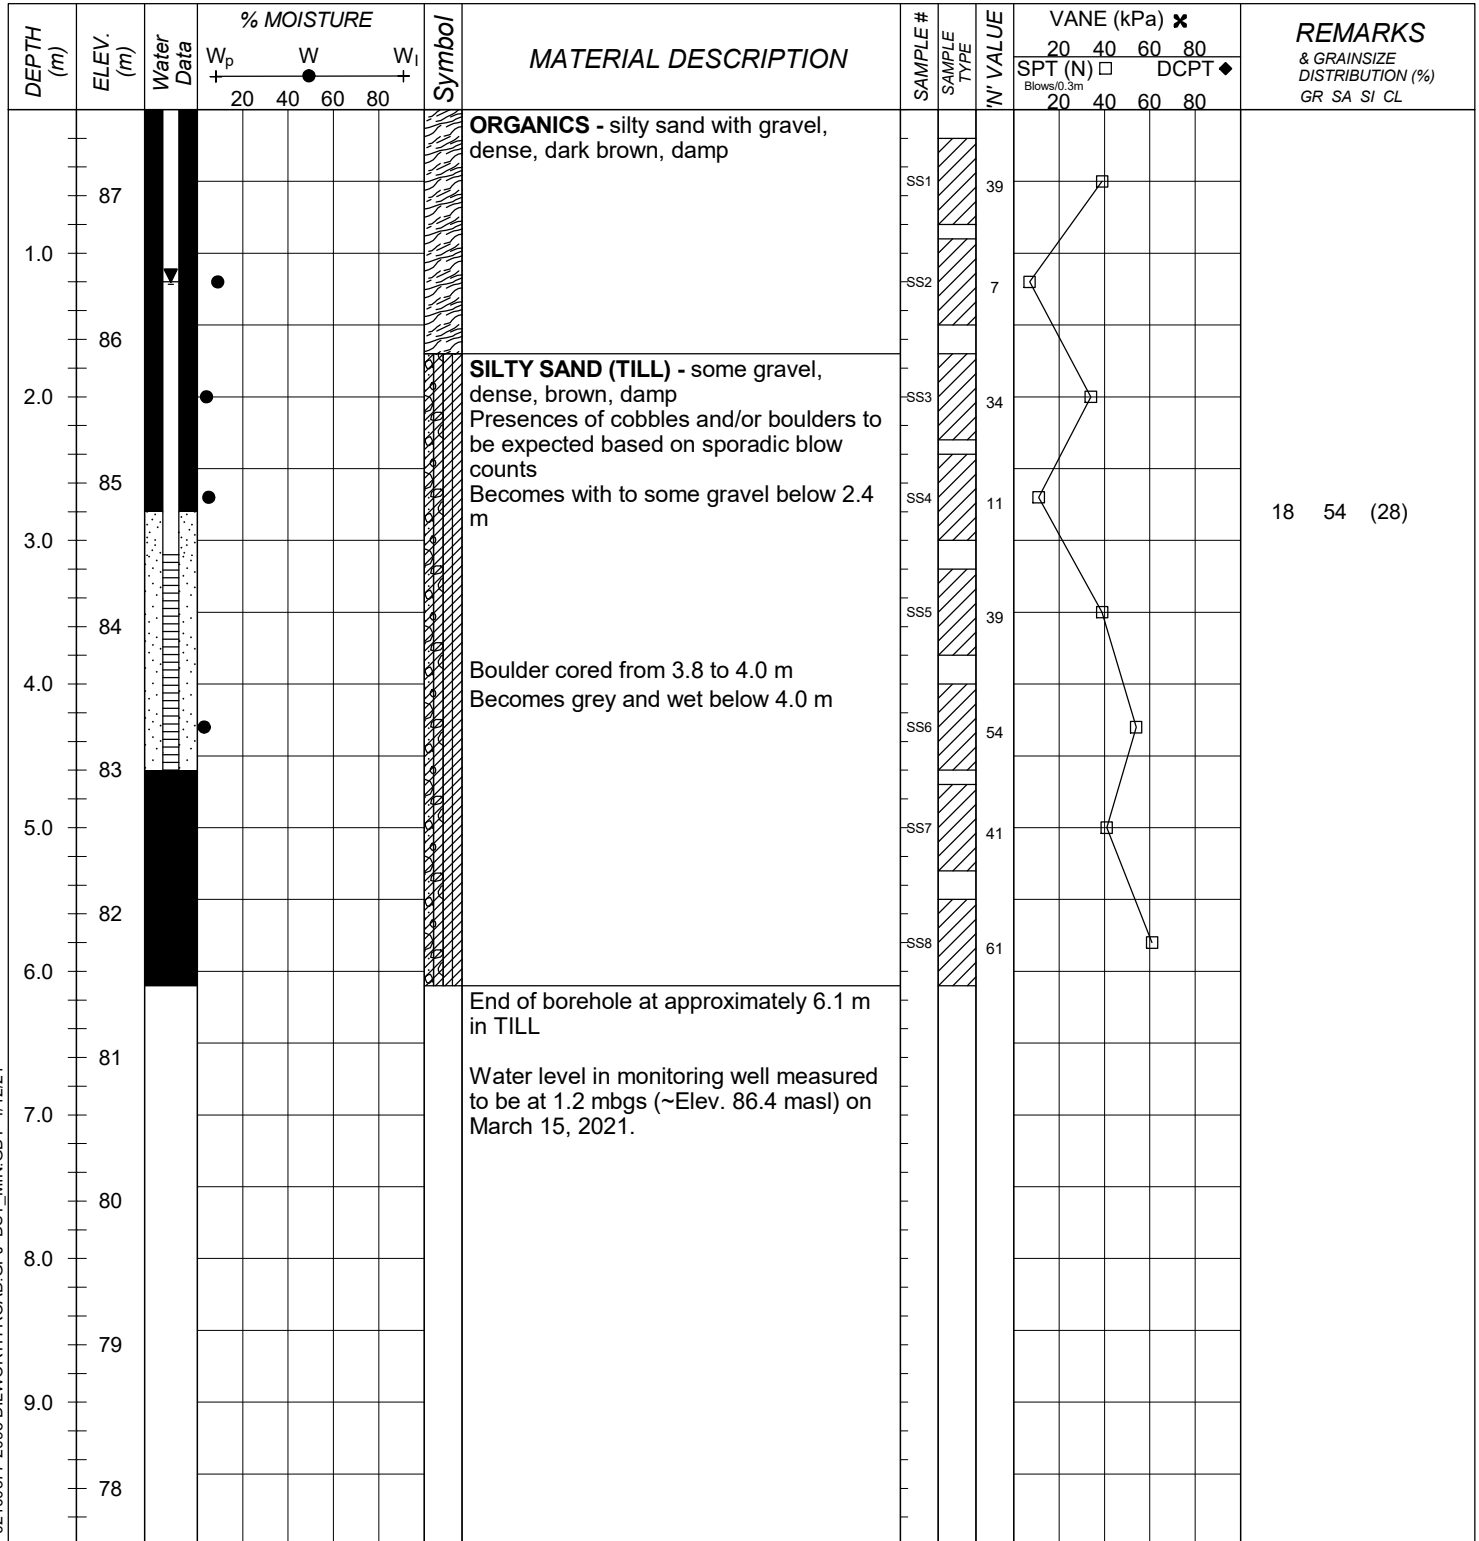 DEPTH (m)
ELEV. (m)
Water Data
% MOISTURE
Wp W Wl
20 40 60 80
Symbol
MATERIAL DESCRIPTION
SAMPLE #
SAMPLE TYPE
'N' VALUE
VANE (kPa)
20 40 60 80
SPT (N) DCPT
Blows/0.3m
20 40 60 80
REMARKS
& GRAINSIZE
DISTRIBUTION (%)
GR SA SI CL
ORGANICS - silty sand with gravel,
dense, dark brown, damp
87
SS1 39
1.0
SS2 7
86
SILTY SAND (TILL) - some gravel,
dense, brown, damp
2.0
SS3 34
Presences of cobbles and/or boulders to
be expected based on sporadic blow
counts
85
Becomes with to some gravel below 2.4
m
SS4 11
18 54 (28)
3.0
84
SS5 39
Boulder cored from 3.8 to 4.0 m
4.0
Becomes grey and wet below 4.0 m
SS6 54
83
5.0
SS7 41
82
SS8 61
6.0
End of borehole at approximately 6.1 m
in TILL
81
Water level in monitoring well measured
to be at 1.2 mbgs (~Elev. 86.4 masl) on
March 15, 2021.
7.0
80
8.0
79
9.0
78